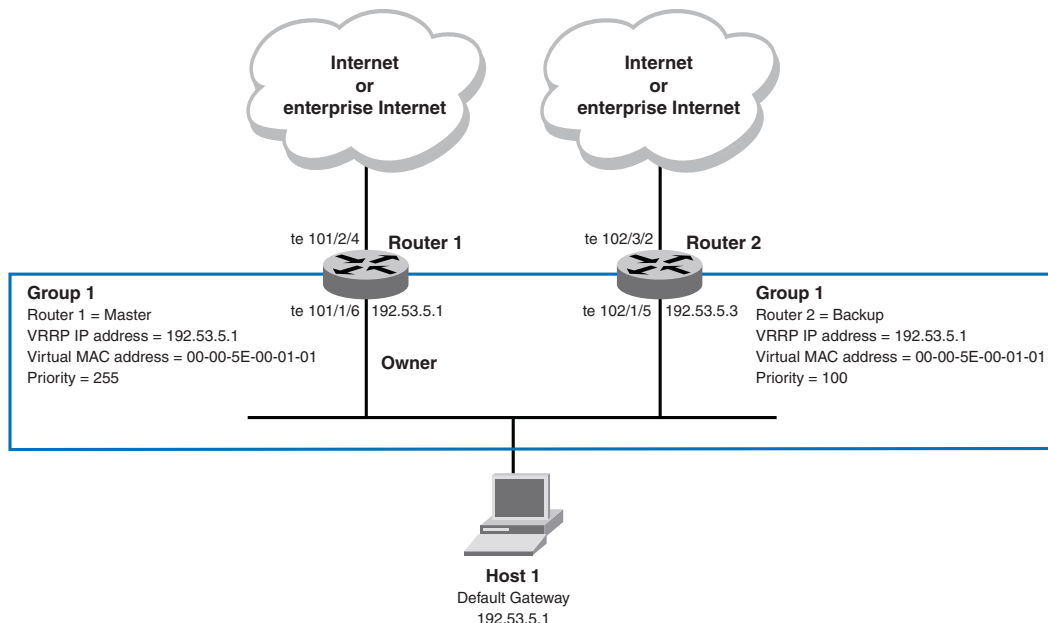 Internet
or
enterprise Internet
Internet
or
enterprise Internet
te 101/2/4
Router 1
te 102/3/2
Router 2
Group 1
Router 1 = Master
VRRP IP address = 192.53.5.1
Virtual MAC address = 00-00-5E-00-01-01
Priority = 255
te 101/1/6
192.53.5.1
Owner
te 102/1/5
192.53.5.3
Group 1
Router 2 = Backup
VRRP IP address = 192.53.5.1
Virtual MAC address = 00-00-5E-00-01-01
Priority = 100
Host 1
Default Gateway
192.53.5.1